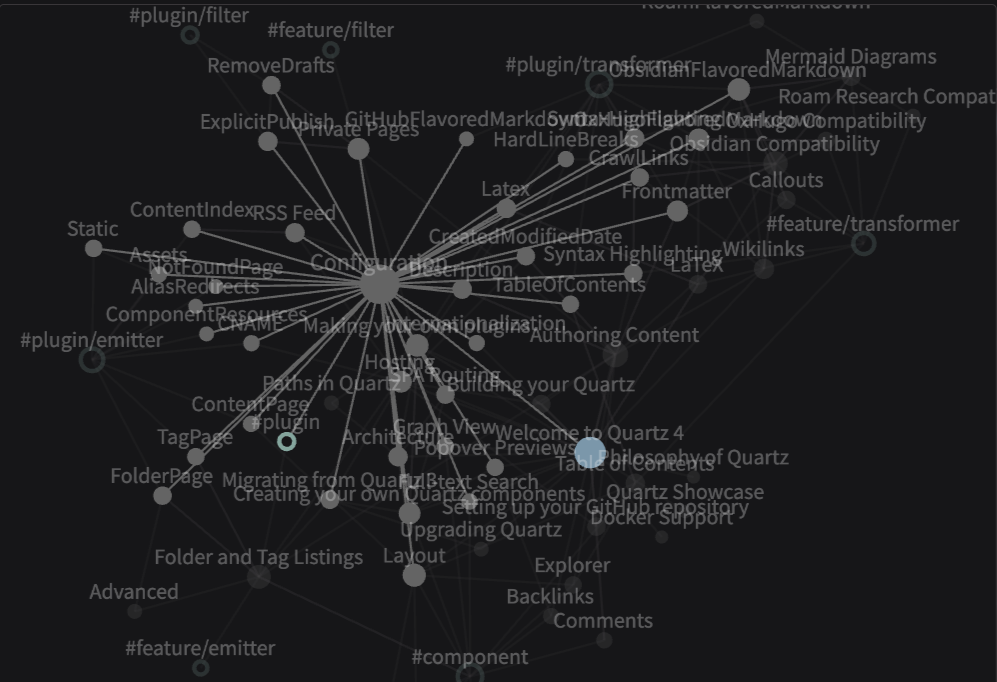 RoamFlavoredMarkdown
#plugin/filter
#feature/filter
Mermaid Diagrams
#plugin/transformer
ObsidianFlavoredMarkdown
RemoveDrafts
Roam Research Compat
ExplicitPublish
Private Pages
GitHubFlavoredMarkdown
SyntaxHighlighting
OxHugo Compatibility
HardLineBreaks
Obsidian Compatibility
CrawlLinks
Callouts
Latex
Frontmatter
ContentIndex
RSS Feed
Static
#feature/transformer
CreatedModifiedDate
Assets
Syntax Highlighting
Wikilinks
NotFoundPage
Configuration
Description
LaTeX
AliasRedirects
TableOfContents
ComponentResources
CNAME
Making your own plugins
Internationalization
Authoring Content
#plugin/emitter
Hosting
SPA Routing
Paths in Quartz
Building your Quartz
ContentPage
#plugin
Graph View
Welcome to Quartz 4
TagPage
Architecture
Popover Previews
Philosophy of Quartz
Table of Contents
FolderPage
Migrating from Quartz 3
Full-text Search
Creating your own Quartz components
Quartz Showcase
Setting up your GitHub repository
Docker Support
Upgrading Quartz
Folder and Tag Listings
Layout
Explorer
Advanced
Backlinks
Comments
#feature/emitter
#component